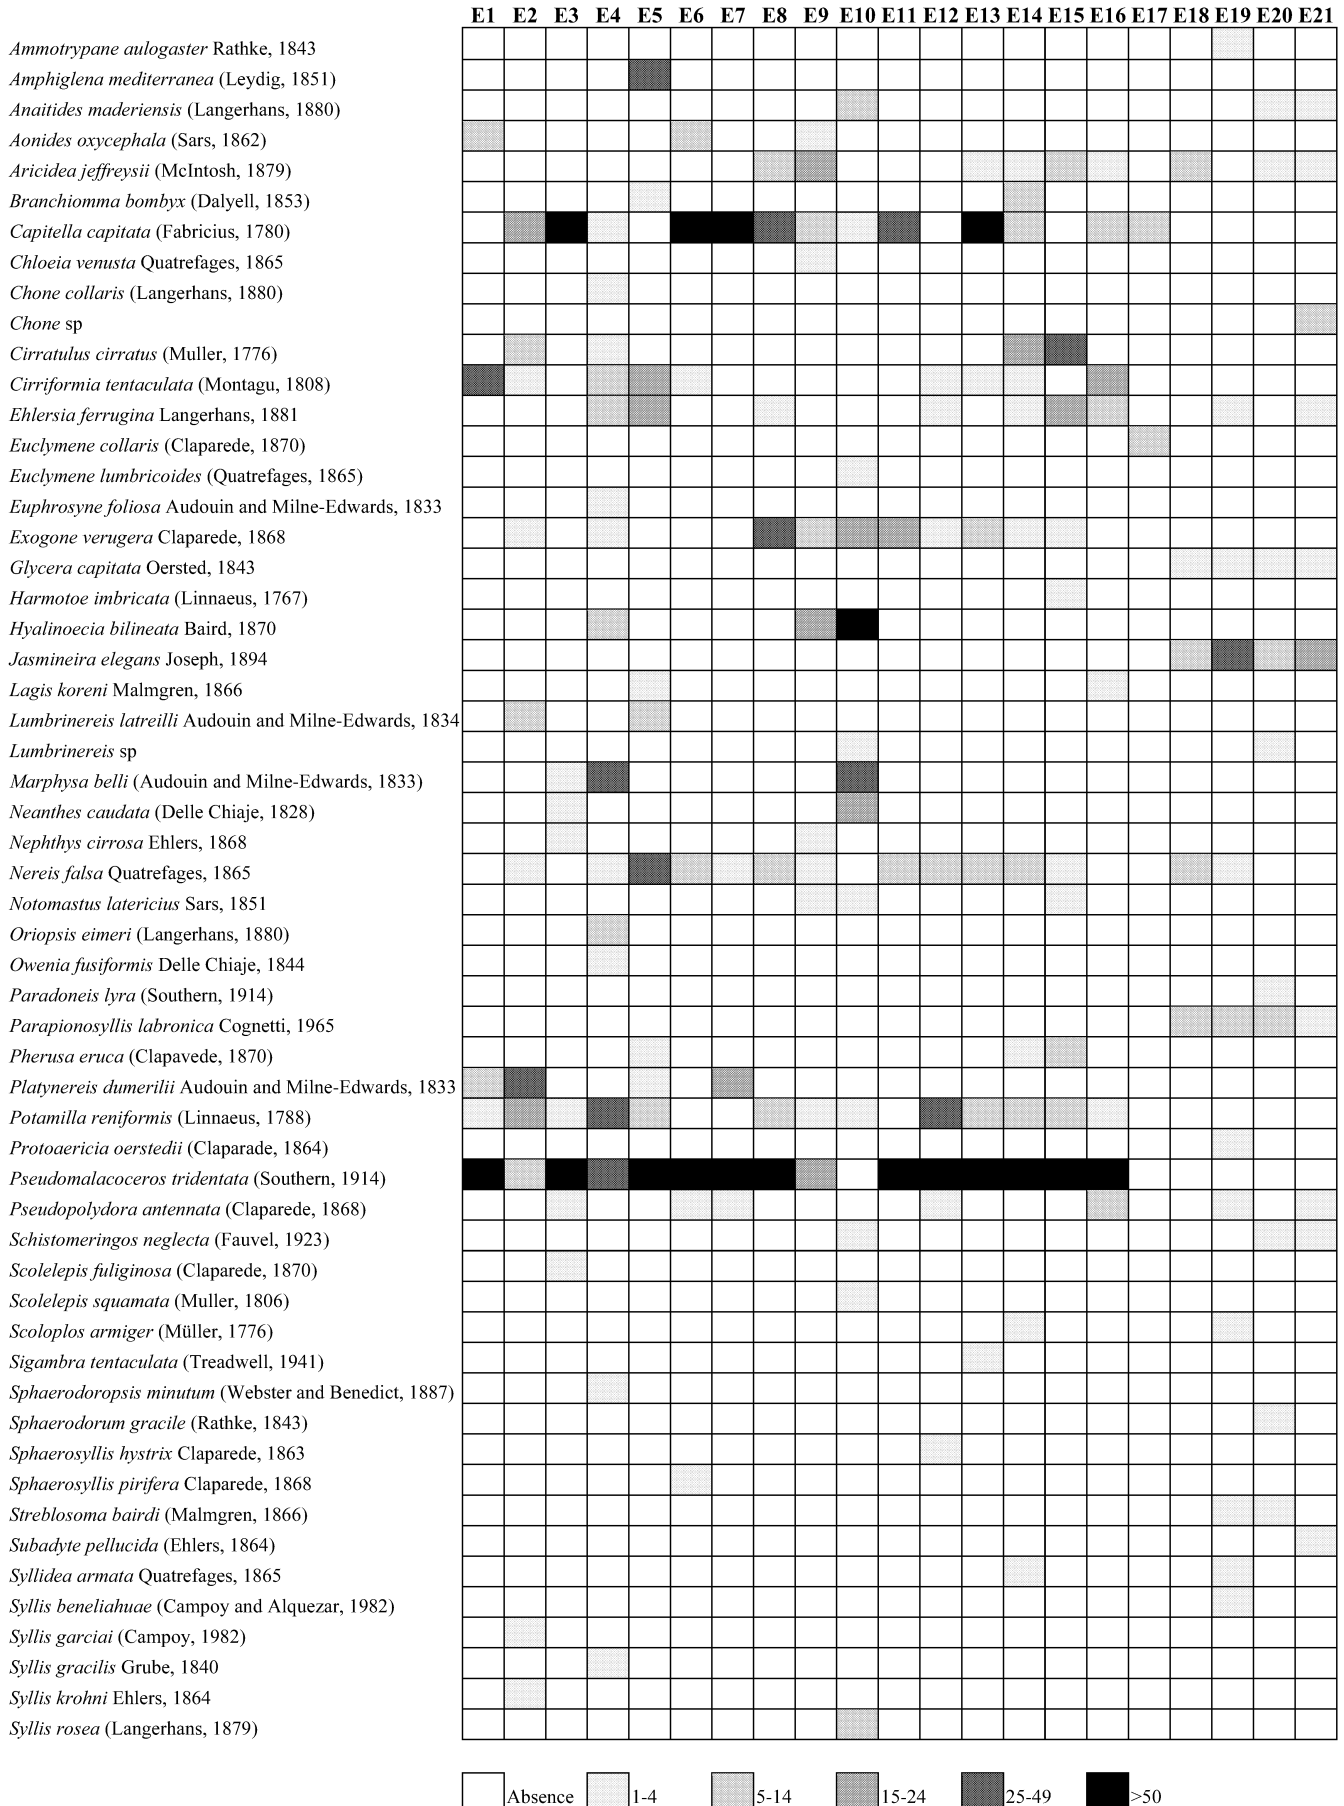 E1 E2 E3 E4 E5 E6 E7 E8 E9 E10 E11 E12 E13 E14 E15 E16 E17 E18 E19 E20 E21
Ammotrypane aulogaster Rathke, 1843
Amphiglena mediterranea (Leydig, 1851)
Anaitides maderiensis (Langerhans, 1880)
Aonides oxycephala (Sars, 1862)
Aricidea jeffreysii (McIntosh, 1879)
Branchiomma bombyx (Dalyell, 1853)
Capitella capitata (Fabricius, 1780)
Chloeia venusta Quatrefages, 1865
Chone collaris (Langerhans, 1880)
Chone sp
Cirratulus cirratus (Muller, 1776)
Cirriformia tentaculata (Montagu, 1808)
Ehlersia ferrugina Langerhans, 1881
Euclymene collaris (Claparede, 1870)
Euclymene lumbricoides (Quatrefages, 1865)
Euphrosyne foliosa Audouin and Milne-Edwards, 1833
Exogone verugera Claparede, 1868
Glycera capitata Oersted, 1843
Harmotoe imbricata (Linnaeus, 1767)
Hyalinoecia bilineata Baird, 1870
Jasmineira elegans Joseph, 1894
Lagis koreni Malmgren, 1866
Lumbrinereis latreilli Audouin and Milne-Edwards, 1834
Lumbrinereis sp
Marphysa belli (Audouin and Milne-Edwards, 1833)
Neanthes caudata (Delle Chiaje, 1828)
Nephthys cirrosa Ehlers, 1868
Nereis falsa Quatrefages, 1865
Notomastus latericius Sars, 1851
Oriopsis eimeri (Langerhans, 1880)
Owenia fusiformis Delle Chiaje, 1844
Paradoneis lyra (Southern, 1914)
Parapionosyllis labronica Cognetti, 1965
Pherusa eruca (Clapavede, 1870)
Platynereis dumerilii Audouin and Milne-Edwards, 1833
Potamilla reniformis (Linnaeus, 1788)
Protoaericia oerstedii (Claparade, 1864)
Pseudomalacoceros tridentata (Southern, 1914)
Pseudopolydora antennata (Claparede, 1868)
Schistomeringos neglecta (Fauvel, 1923)
Scolelepis fuliginosa (Claparede, 1870)
Scolelepis squamata (Muller, 1806)
Scoloplos armiger (Müller, 1776)
Sigambra tentaculata (Treadwell, 1941)
Sphaerodoropsis minutum (Webster and Benedict, 1887)
Sphaerodorum gracile (Rathke, 1843)
Sphaerosyllis hystrix Claparede, 1863
Sphaerosyllis pirifera Claparede, 1868
Streblosoma bairdi (Malmgren, 1866)
Subadyte pellucida (Ehlers, 1864)
Syllidea armata Quatrefages, 1865
Syllis beneliahuae (Campoy and Alquezar, 1982)
Syllis garciai (Campoy, 1982)
Syllis gracilis Grube, 1840
Syllis krohni Ehlers, 1864
Syllis rosea (Langerhans, 1879)
Absence 1-4 5-14 15-24 25-49 >50